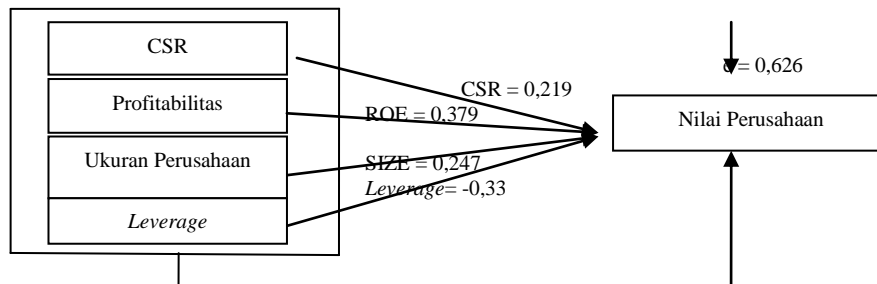 CSR
Profitabilitas
Ukuran Perusahaan
Leverage
CSR = 0,219
ROE = 0,379
SIZE = 0,247
Leverage= -0,33
= 0,626
Nilai Perusahaan